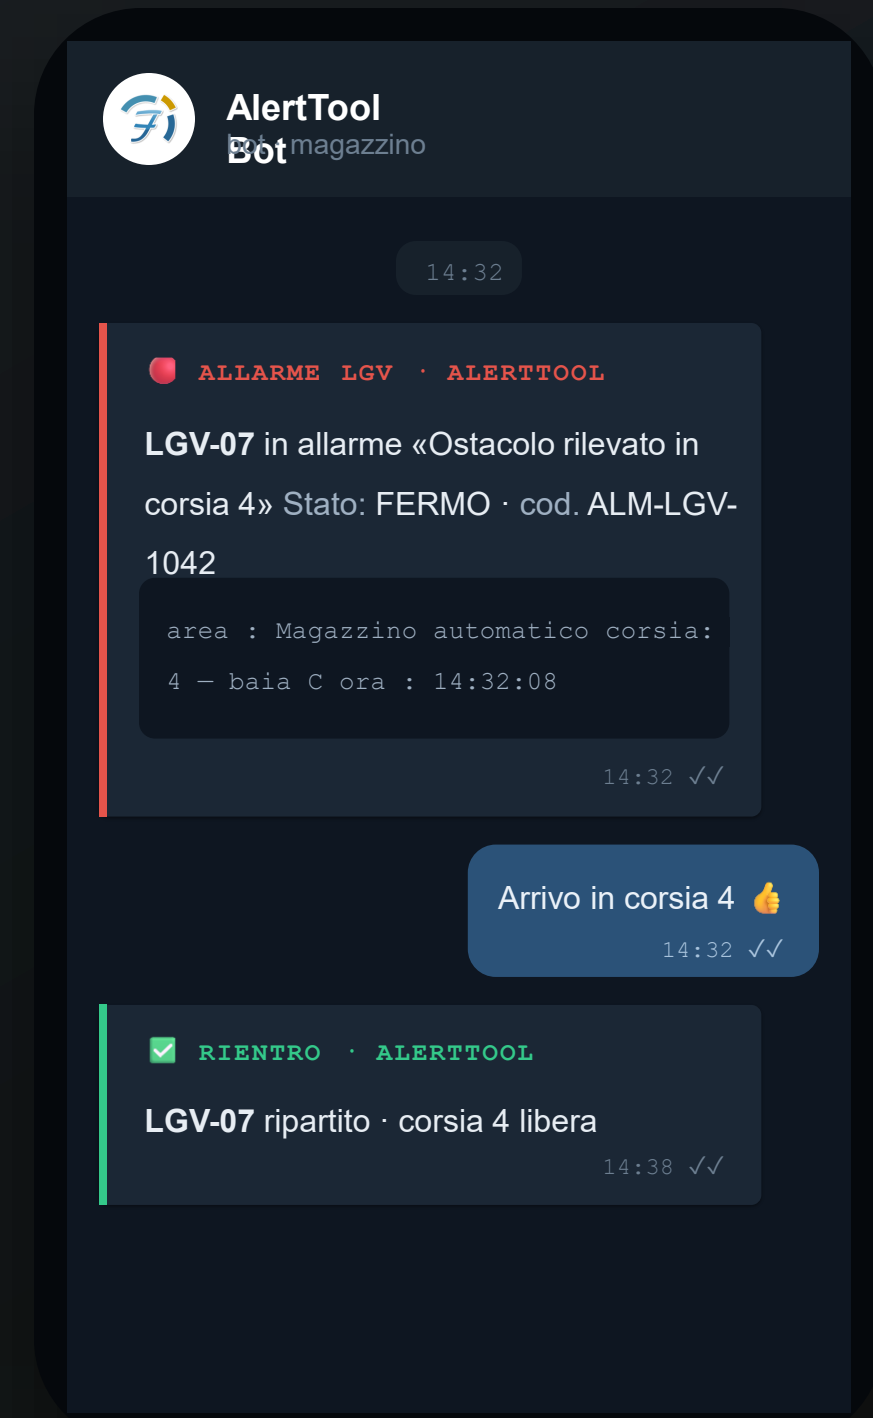 AlertTool
Bot
bot · magazzino
14:32
ALLARME LGV · ALERTTOOL
LGV-07 in allarme «Ostacolo rilevato in
corsia 4» Stato: FERMO · cod. ALM-LGV-
1042
area : Magazzino automatico corsia:
4 — baia C ora : 14:32:08
14:32 ✓✓
Arrivo in corsia 4 👍
14:32 ✓✓
✅ RIENTRO · ALERTTOOL
LGV-07 ripartito · corsia 4 libera
14:38 ✓✓